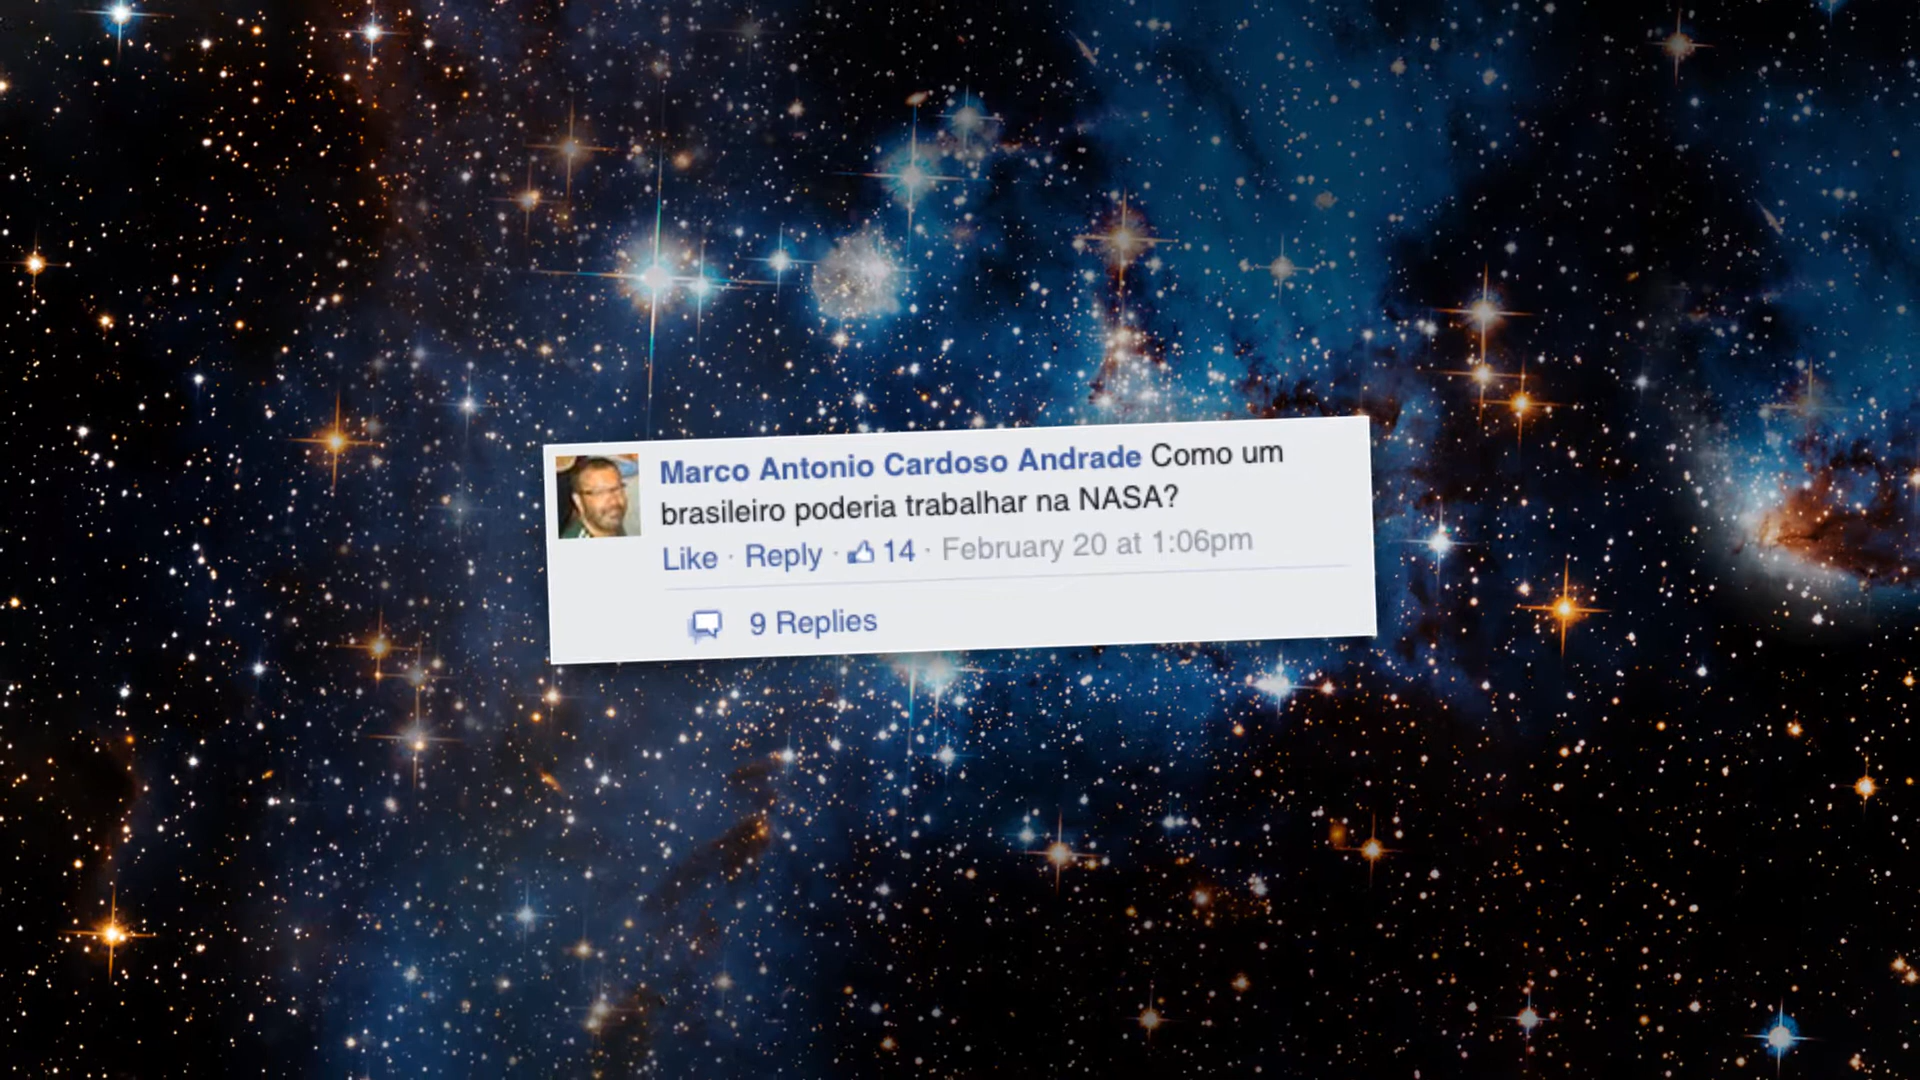 Marco Antonio Cardoso Andrade Como um
brasileiro poderia trabalhar na NASA?
Like · Reply · 14 · February 20 at 1:06pm
9 Replies